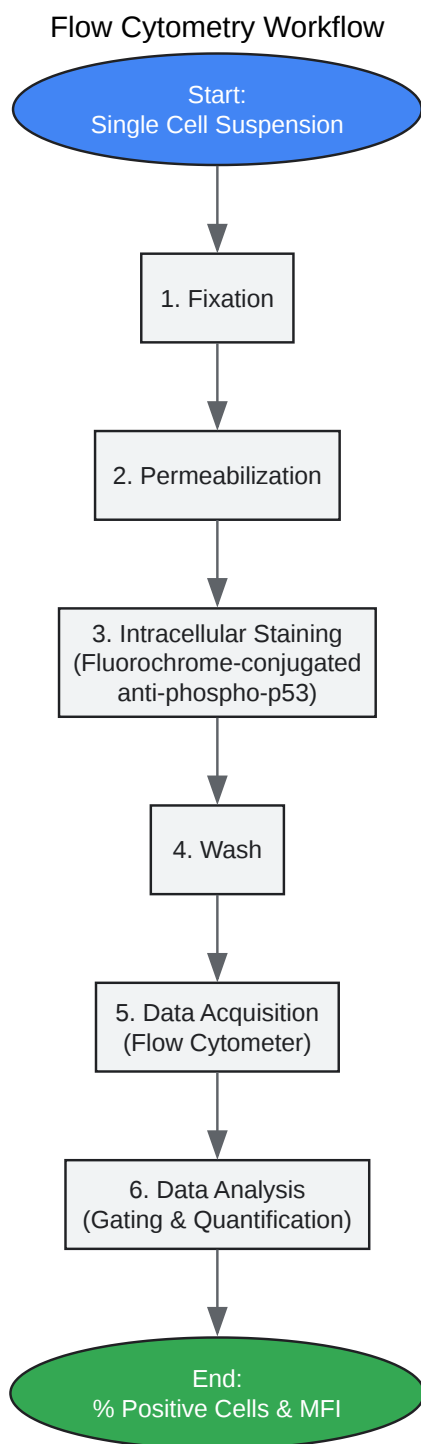 Flow Cytometry Workflow
Start:
Single Cell Suspension
1. Fixation
2. Permeabilization
3. Intracellular Staining
(Fluorochrome-conjugated
anti-phospho-p53)
4. Wash
5. Data Acquisition
(Flow Cytometer)
6. Data Analysis
(Gating & Quantification)
End:
% Positive Cells & MFI